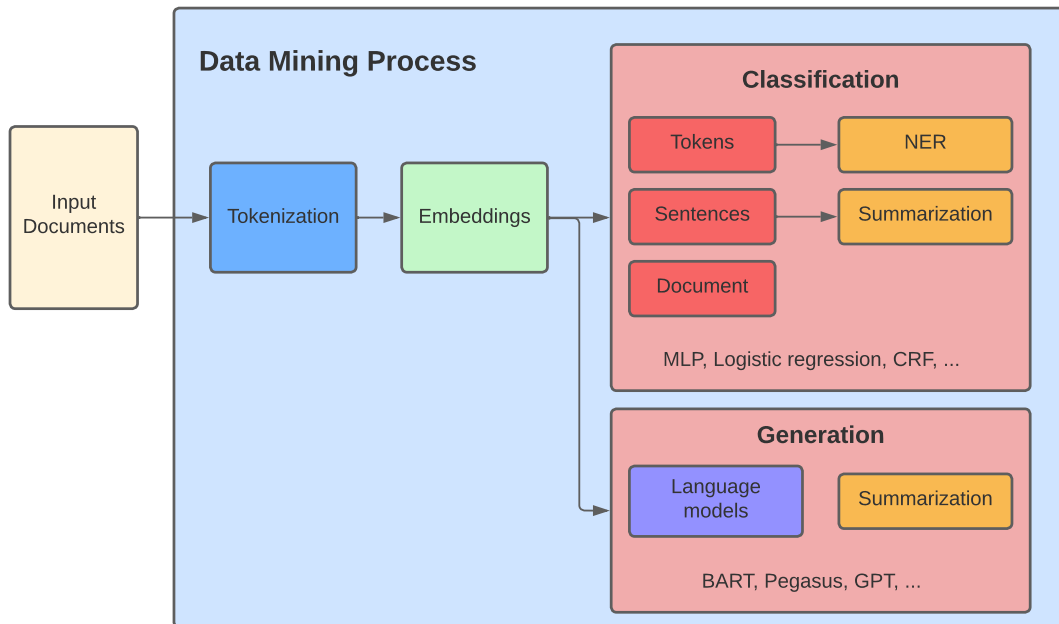 Data Mining Process
Input
Documents
Tokenization
Embeddings
Classification
Tokens
NER
Sentences
Summarization
Document
MLP, Logistic regression, CRF, ...
Generation
Language
models
Summarization
BART, Pegasus, GPT, ...